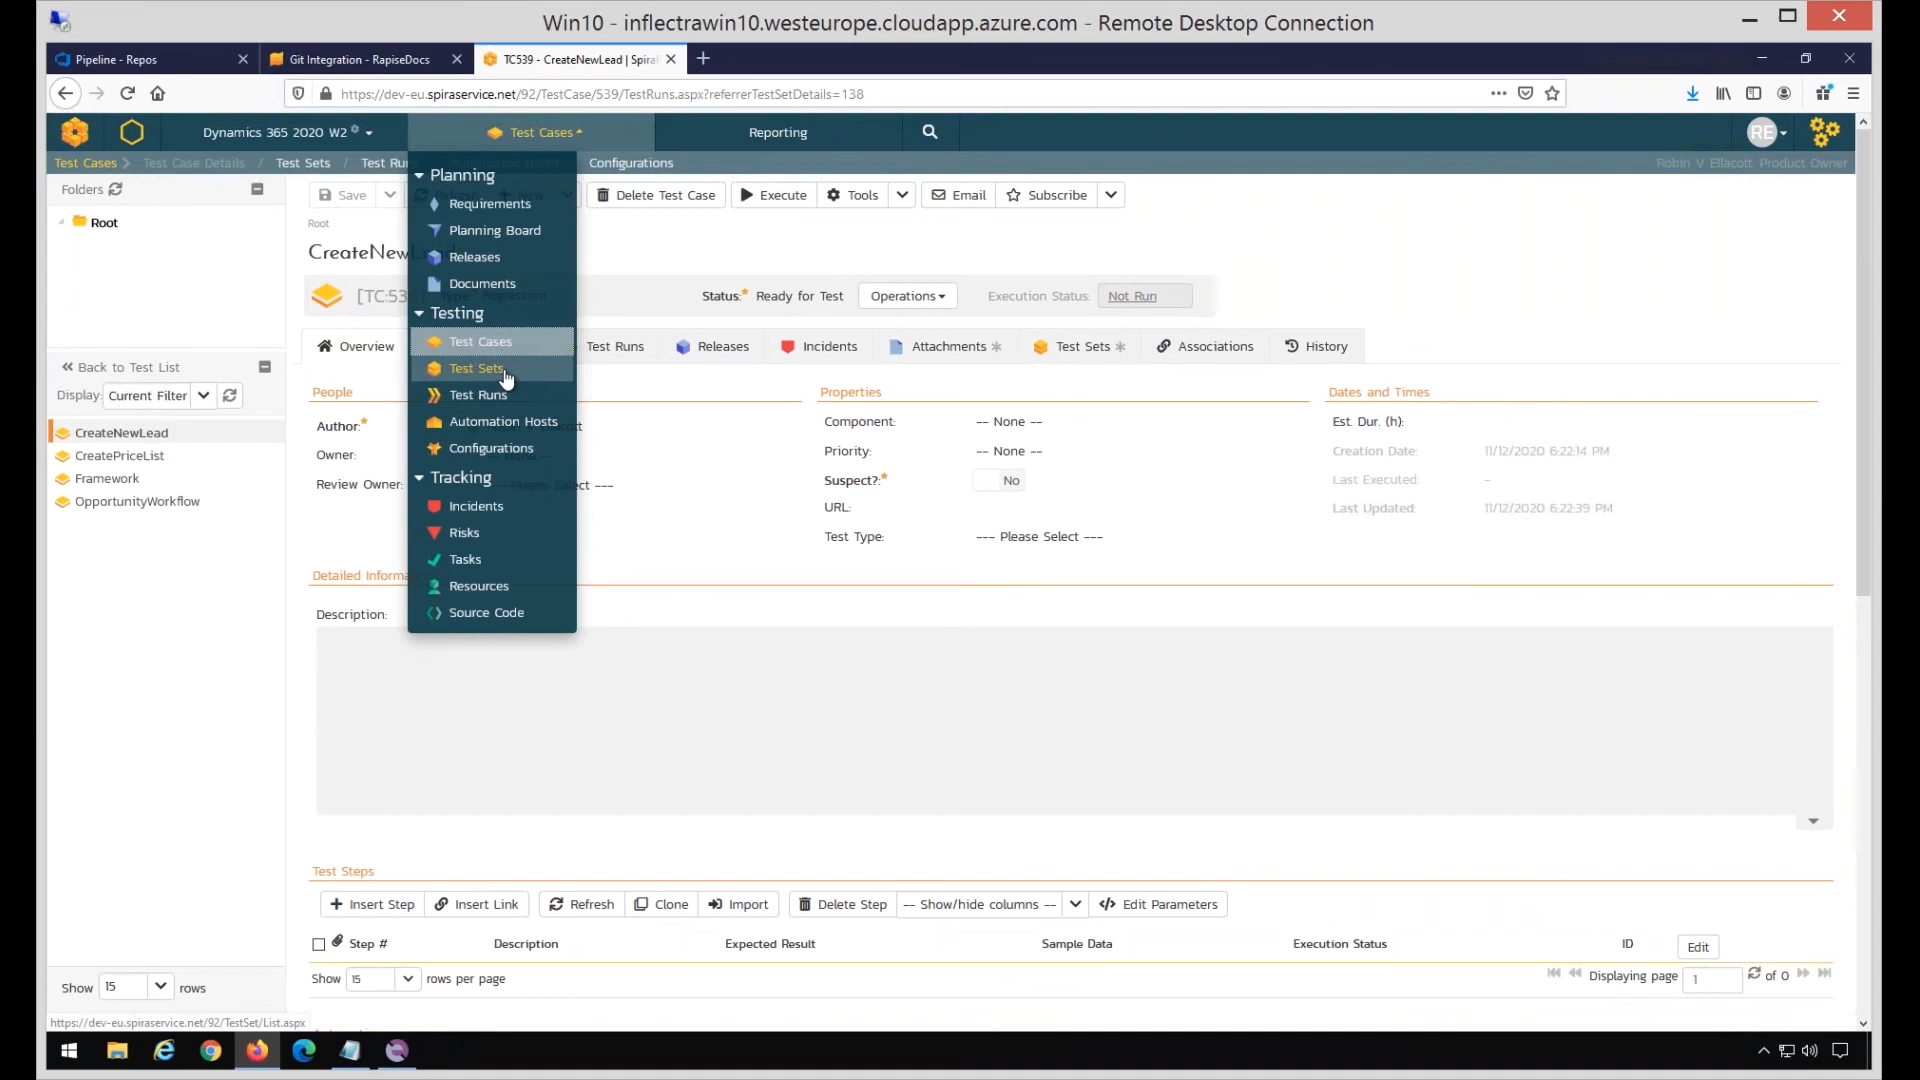 Win10 - inflectrawin10.westeurope.cloudapp.azure.com - Remote Desktop Connection
Pipeline - Repos
Git Integration - RapiseDocs
TC539 - CreateNewLead | Spira
https://dev-eu.spiraservice.net/92/TestCase/539/TestRuns.aspx?referrerTestSetDetails=138
Dynamics 365 2020 W2
Test Cases
Reporting
RE
Test Cases
Test Case Details / Test Sets / Test Ru
Configurations
Robin V Ellacott Product Owner
Folders
Root
Save
Delete Test Case
Execute
Tools
Email
Subscribe
Root
CreateNewL
[TC:53
Status:* Ready for Test
Operations
Execution Status: Not Run
Planning
Requirements
Planning Board
Releases
Documents
Testing
Test Cases
Test Sets
Test Runs
Automation Hosts
Configurations
Tracking
Incidents
Risks
Tasks
Resources
Source Code
Overview
Test Runs
Releases
Incidents
Attachments *
Test Sets *
Associations
History
Back to Test List
Display: Current Filter
CreateNewLead
CreatePriceList
Framework
OpportunityWorkflow
People
Author:*
Owner:
Review Owner:
Properties
Component: -- None --
Priority: -- None --
Suspect?:* No
URL:
Test Type: --- Please Select ---
Dates and Times
Est. Dur. (h):
Creation Date: 11/12/2020 6:22:14 PM
Last Executed: -
Last Updated: 11/12/2020 6:22:39 PM
Detailed Informa
Description:
Test Steps
Insert Step
Insert Link
Refresh
Clone
Import
Delete Step
-- Show/hide columns --
Edit Parameters
Step #
Description
Expected Result
Sample Data
Execution Status
ID
Edit
Show 15 rows per page
Displaying page 1 of 0
Show 15 rows
https://dev-eu.spiraservice.net/92/TestSet/List.aspx